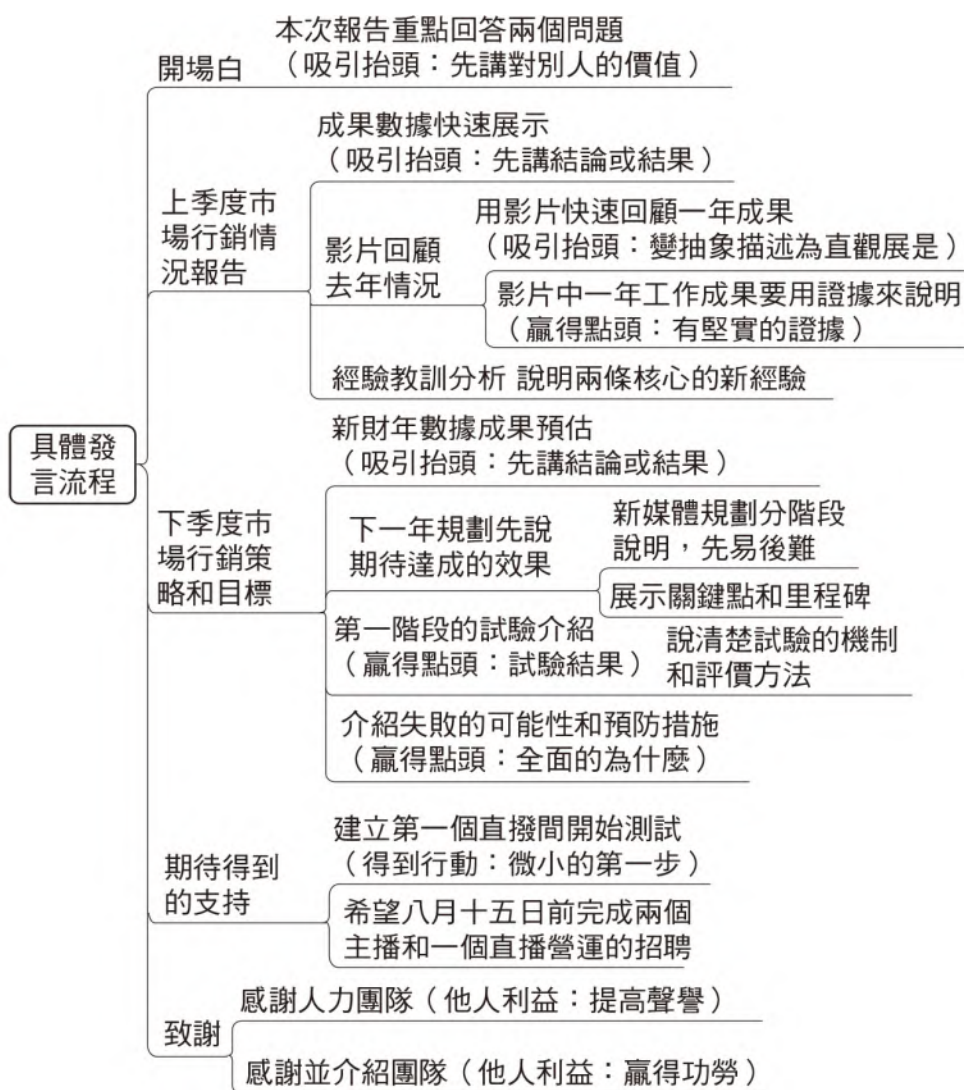 本次報告重點回答兩個問題
開場白
（吸引抬頭：先講對別人的價值）
成果數據快速展示
（吸引抬頭：先講結論或結果）
上季度市
場行銷情
況報告
影片回顧
去年情況
用影片快速回顧一年成果
（吸引抬頭：變抽象描述為直觀展是）
影片中一年工作成果要用證據來說明
（贏得點頭：有堅實的證據）
經驗教訓分析 說明兩條核心的新經驗
具體發
言流程
新財年數據成果預估
（吸引抬頭：先講結論或結果）
下季度市
場行銷策
略和目標
下一年規劃先說
期待達成的效果
新媒體規劃分階段
說明，先易後難
展示關鍵點和里程碑
第一階段的試驗介紹
（贏得點頭：試驗結果）
說清楚試驗的機制
和評價方法
介紹失敗的可能性和預防措施
（贏得點頭：全面的為什麼）
期待得到
的支持
建立第一個直撥間開始測試
（得到行動：微小的第一步）
希望八月十五日前完成兩個
主播和一個直播營運的招聘
致謝
感謝人力團隊（他人利益：提高聲譽）
感謝並介紹團隊（他人利益：贏得功勞）